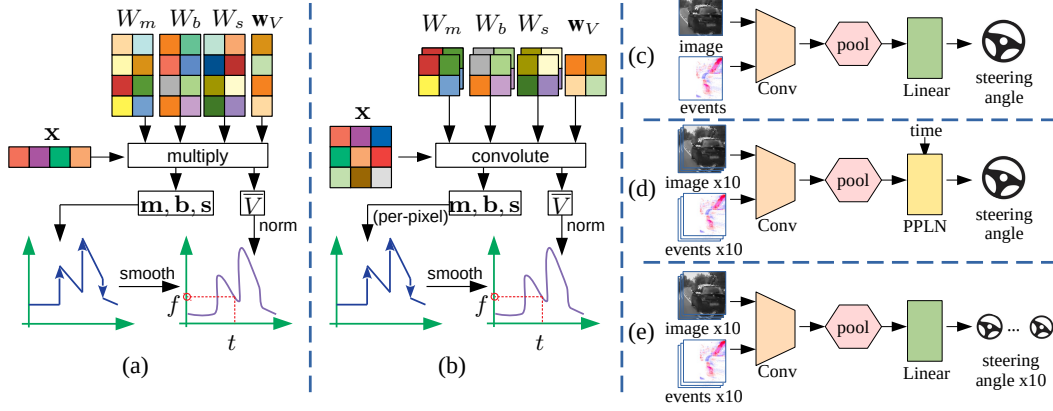 W_m W_b W_s w_V
x
multiply
m, b, s
V̅
norm
smooth
f
t
(a)
W_m W_b W_s w_V
x
convolute
(per-pixel)
m, b, s
V̅
norm
smooth
f
t
(b)
(c)
image
events
Conv
pool
Linear
steering
angle
(d)
image x10
events x10
Conv
pool
time
PPLN
steering
angle
(e)
image x10
events x10
Conv
pool
Linear
...
steering
angle x10